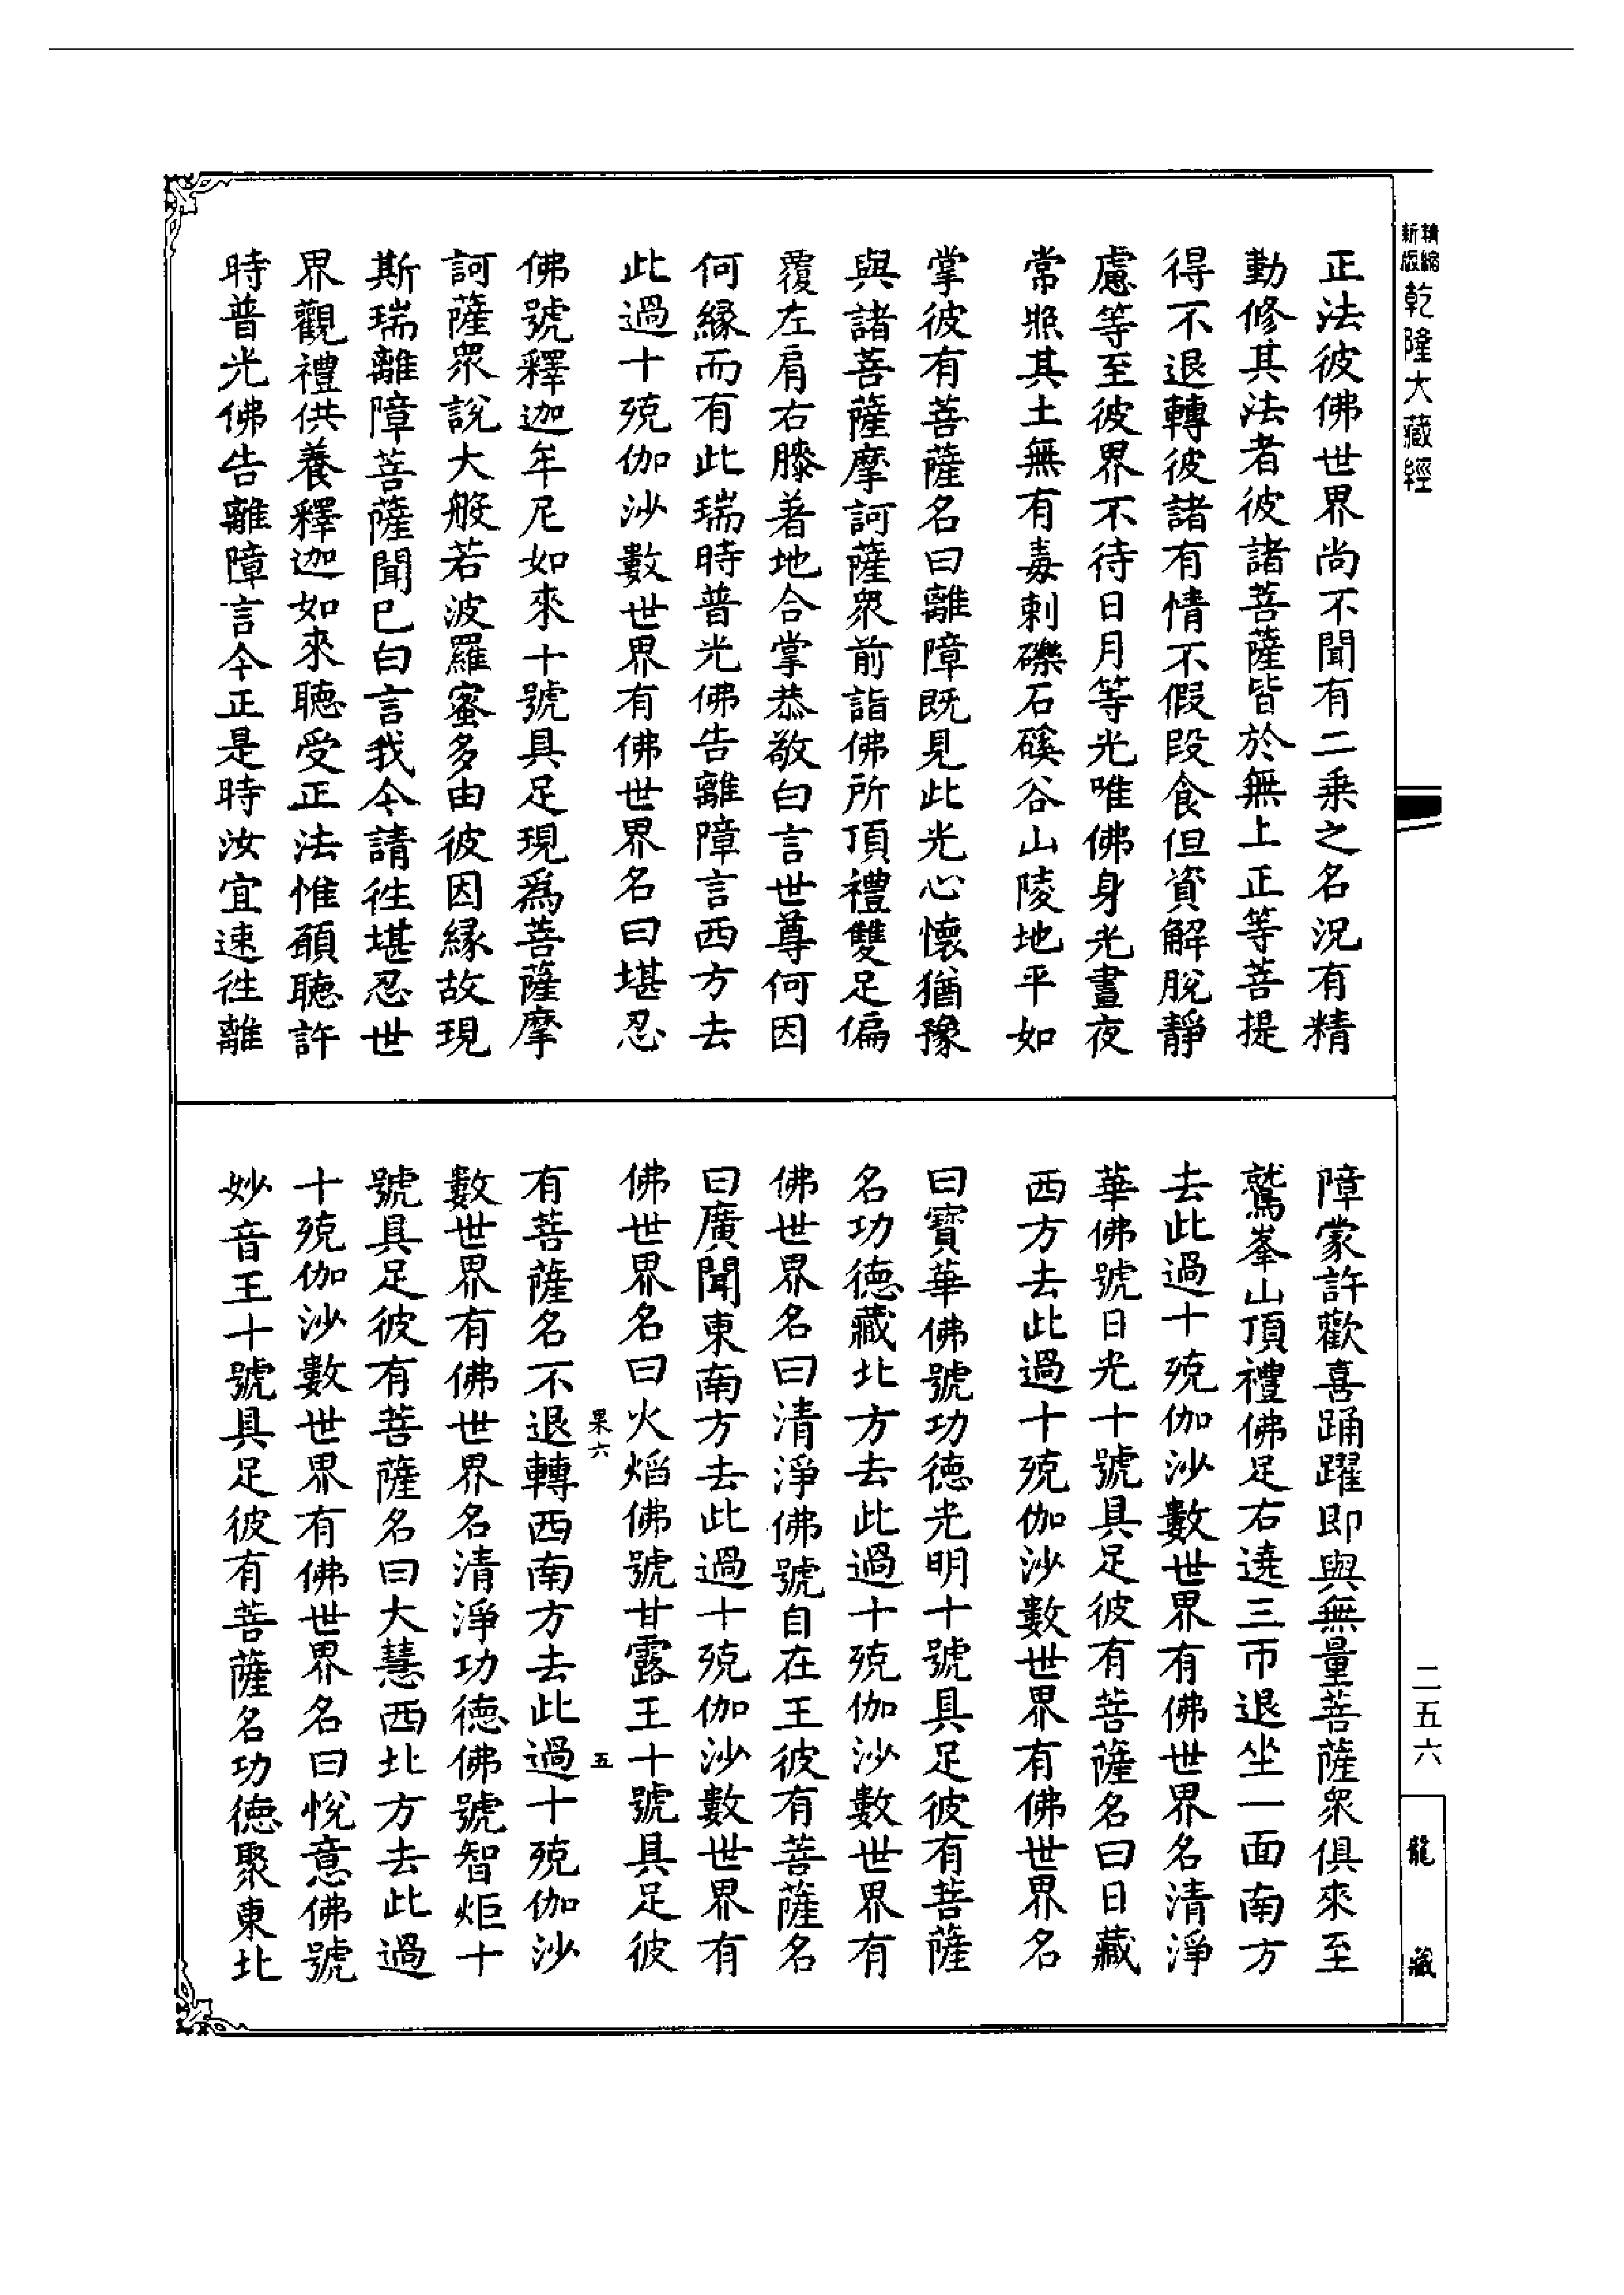 精縮新版乾隆大藏經
正法彼佛世界尚不聞有二乘之名況有精
勤修其法者彼諸菩薩皆於無上正等菩提
得不退轉彼諸有情不假段食但資解脫靜
慮等至彼界不待日月等光唯佛身光晝夜
常照其土無有毒刺礫石磎谷山陵地平如
掌彼有菩薩名曰離障既見此光心懷猶豫
與諸菩薩摩訶薩衆前詣佛所頂禮雙足偏
覆左肩右膝著地合掌恭敬白言世尊何因
何緣而有此瑞時普光佛告離障言西方去
此過十殑伽沙數世界有佛世界名曰堪忍
佛號釋迦牟尼如來十號具足現爲菩薩摩
訶薩衆說大般若波羅蜜多由彼因緣故現
斯瑞離障菩薩聞已白言我今請往堪忍世
界觀禮供養釋迦如來聽受正法惟願聽許
時普光佛告離障言今正是時汝宜速往離
障蒙許歡喜踊躍即與無量菩薩衆俱來至
鷲峯山頂禮佛足右遶三帀退坐一面南方
去此過十殑伽沙數世界有佛世界名清淨
華佛號日光十號具足彼有菩薩名曰日藏
西方去此過十殑伽沙數世界有佛世界名
曰寶華佛號功德光明十號具足彼有菩薩
名功德藏北方去此過十殑伽沙數世界有
佛世界名曰清淨佛號自在王彼有菩薩名
曰廣聞東南方去此過十殑伽沙數世界有
佛世界名曰火焰佛號甘露王十號具足彼
果六 五
有菩薩名不退轉西南方去此過十殑伽沙
數世界有佛世界名清淨功德佛號智炬十
號具足彼有菩薩名曰大慧西北方去此過
十殑伽沙數世界有佛世界名曰悅意佛號
妙音王十號具足彼有菩薩名功德聚東北
二五六
龍藏